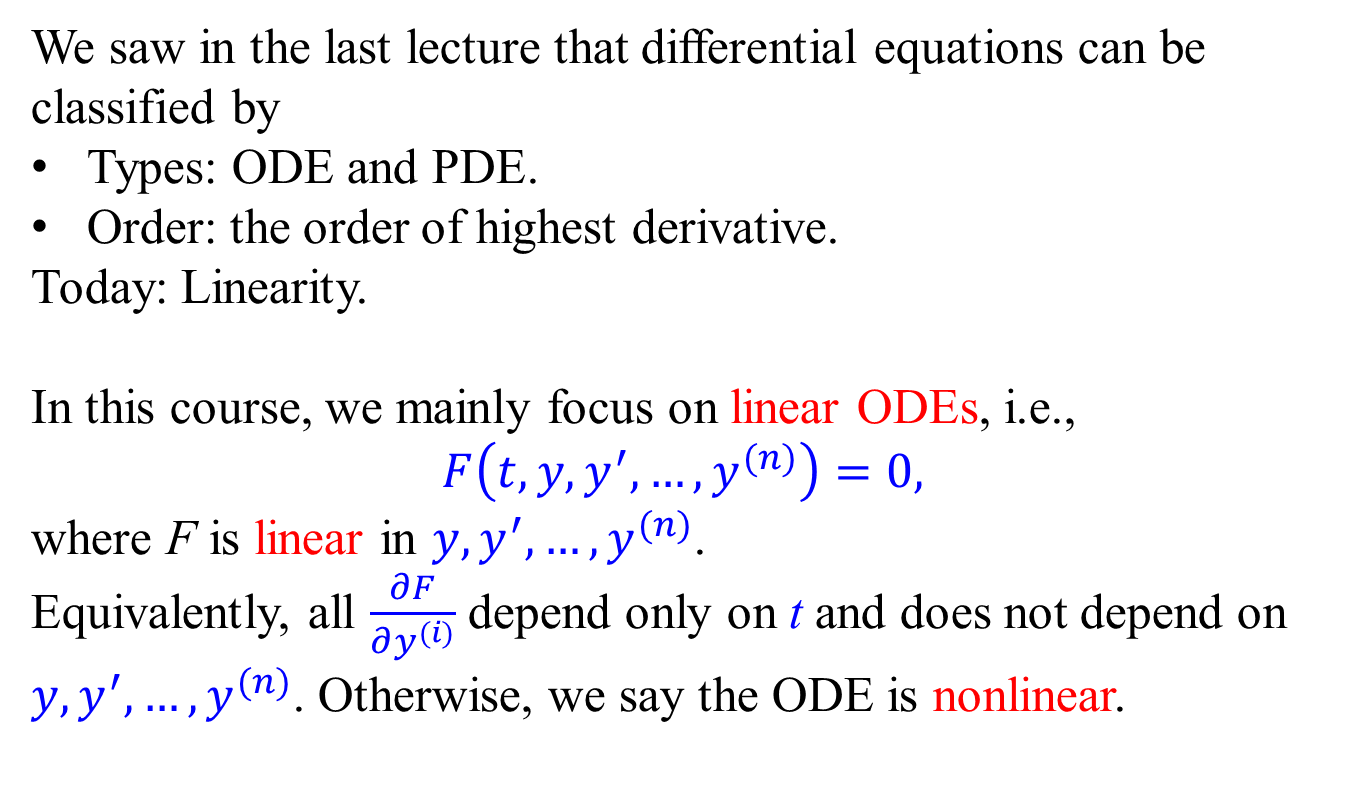 We saw in the last lecture that differential equations can be
classified by
• Types: ODE and PDE.
• Order: the order of highest derivative.
Today: Linearity.
In this course, we mainly focus on linear ODEs, i.e.,
F(t, y, y′, … , y⁽ⁿ⁾) = 0,
where F is linear in y, y′, … , y⁽ⁿ⁾.
Equivalently, all ∂F/∂y⁽ⁱ⁾ depend only on t and does not depend on
y, y′, … , y⁽ⁿ⁾. Otherwise, we say the ODE is nonlinear.